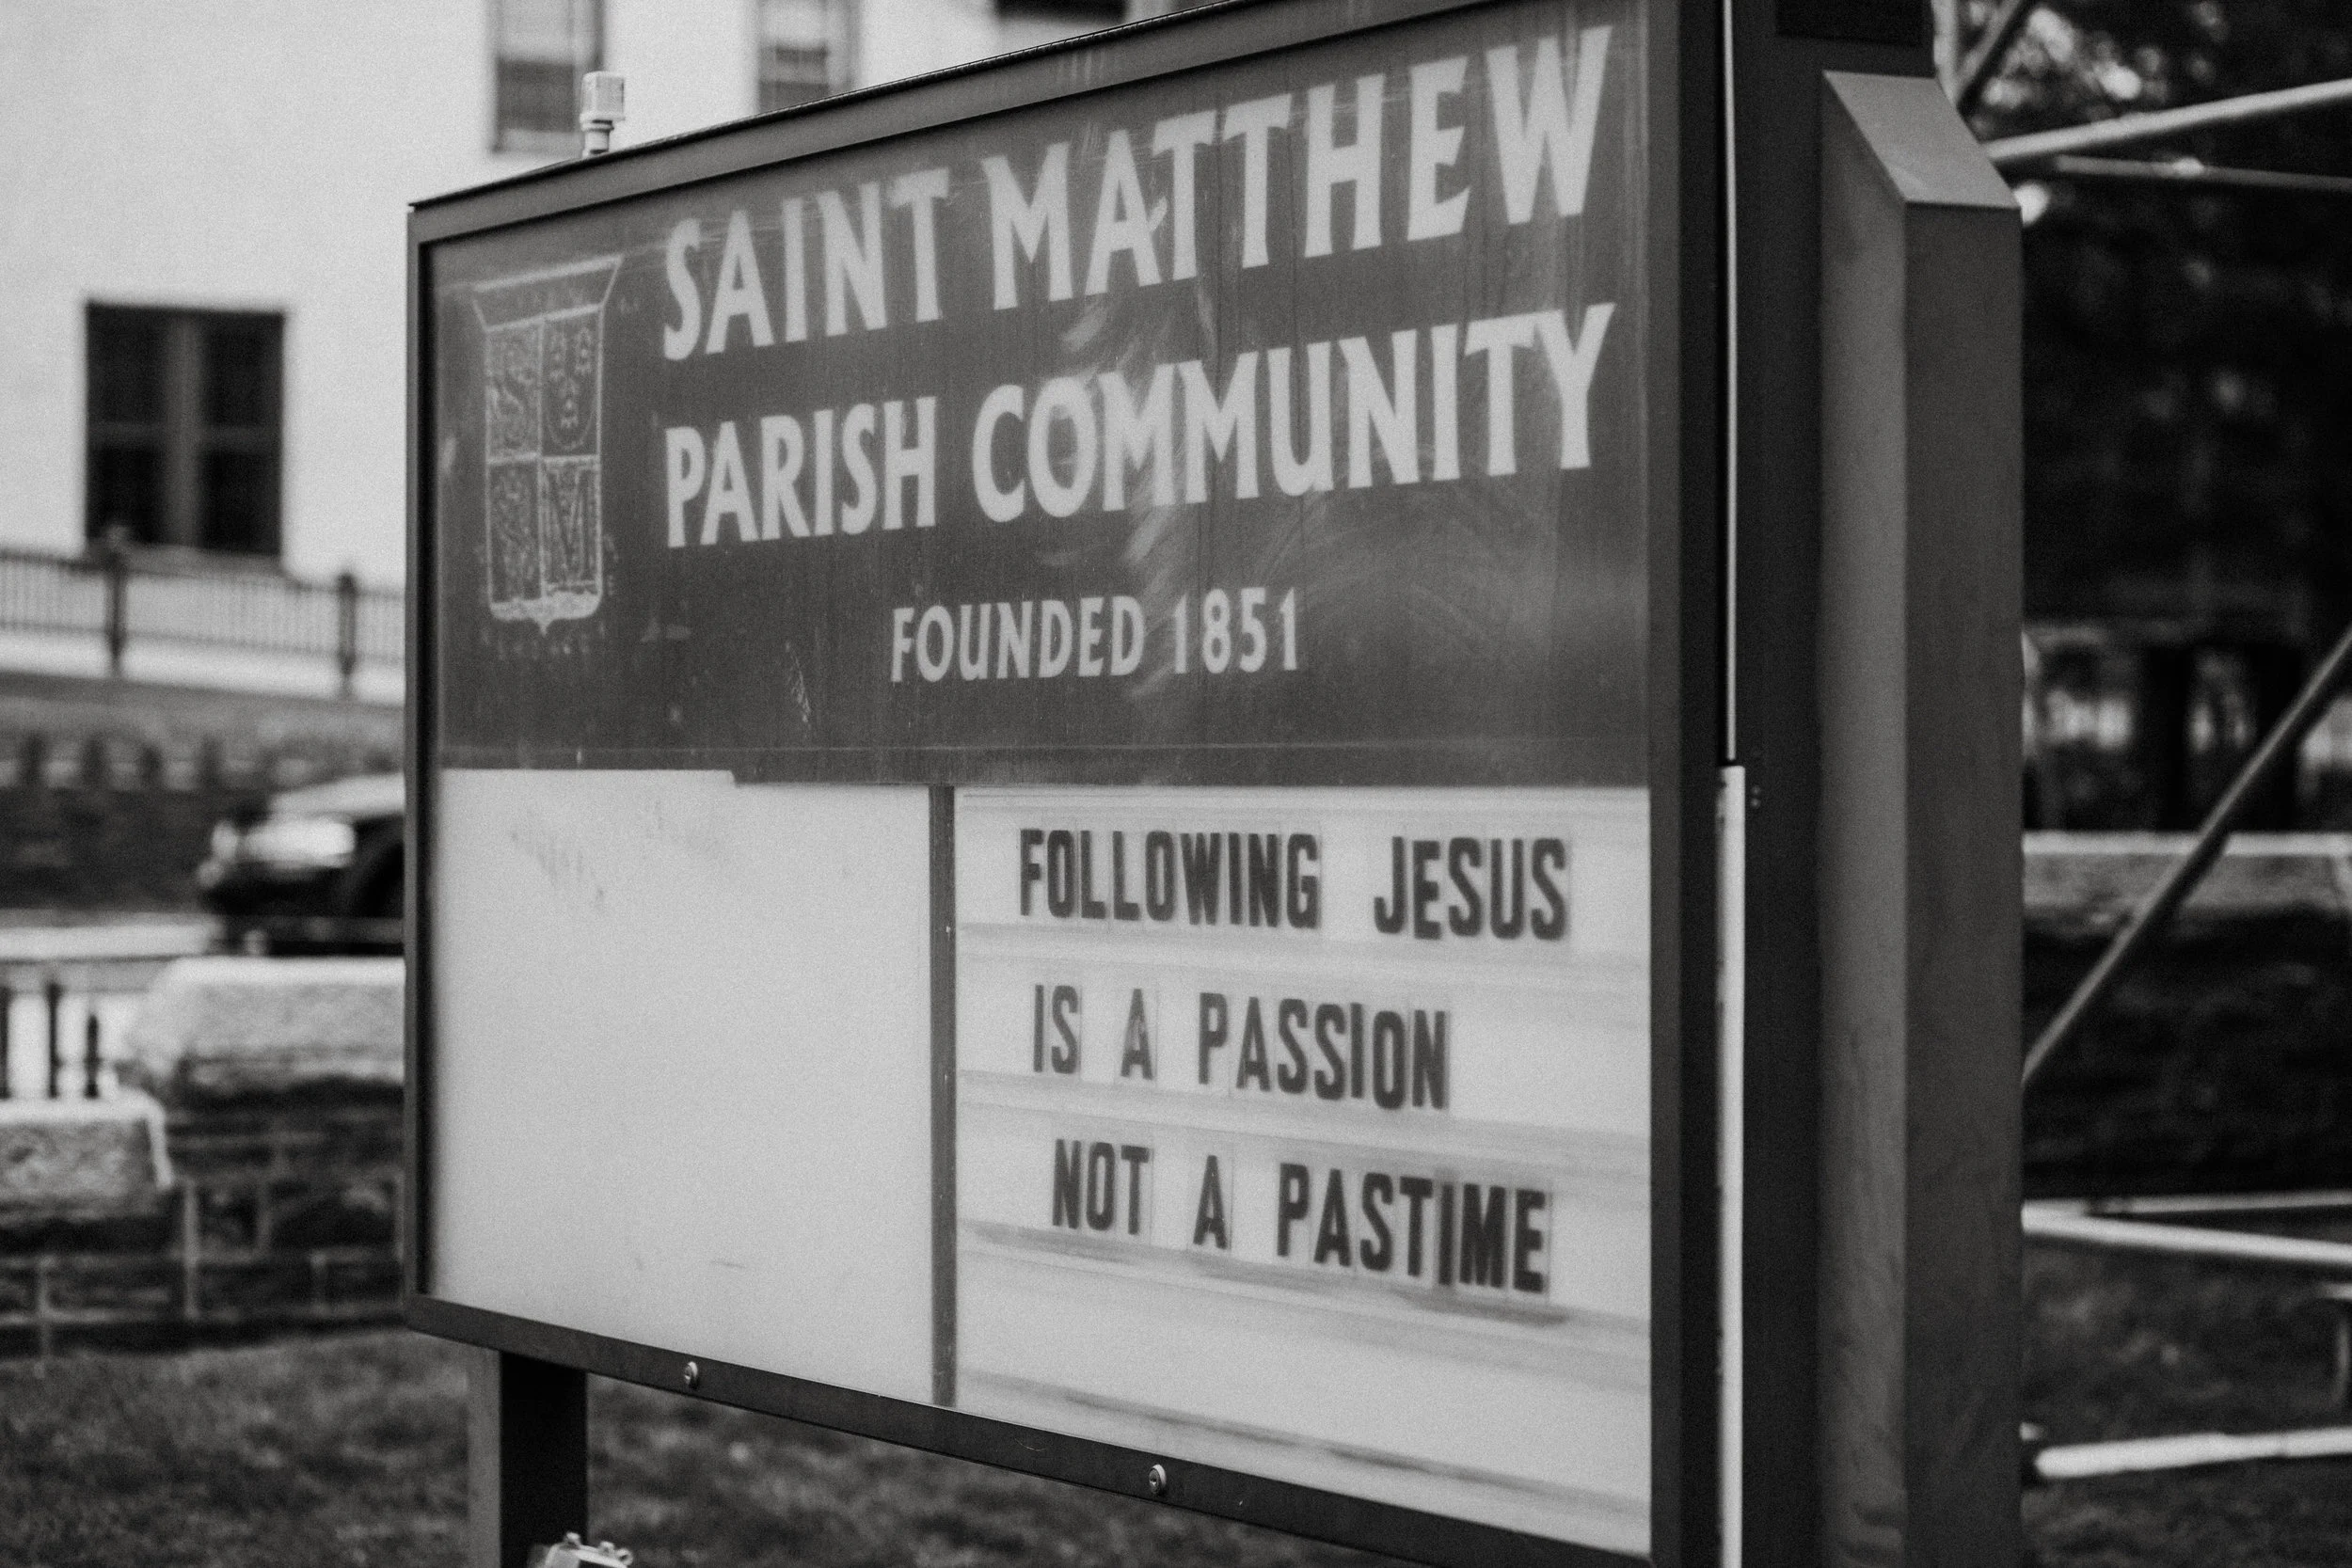 SAINT MATTHEW
PARISH COMMUNITY
FOUNDED 1851
FOLLOWING JESUS
IS A PASSION
NOT A PASTIME